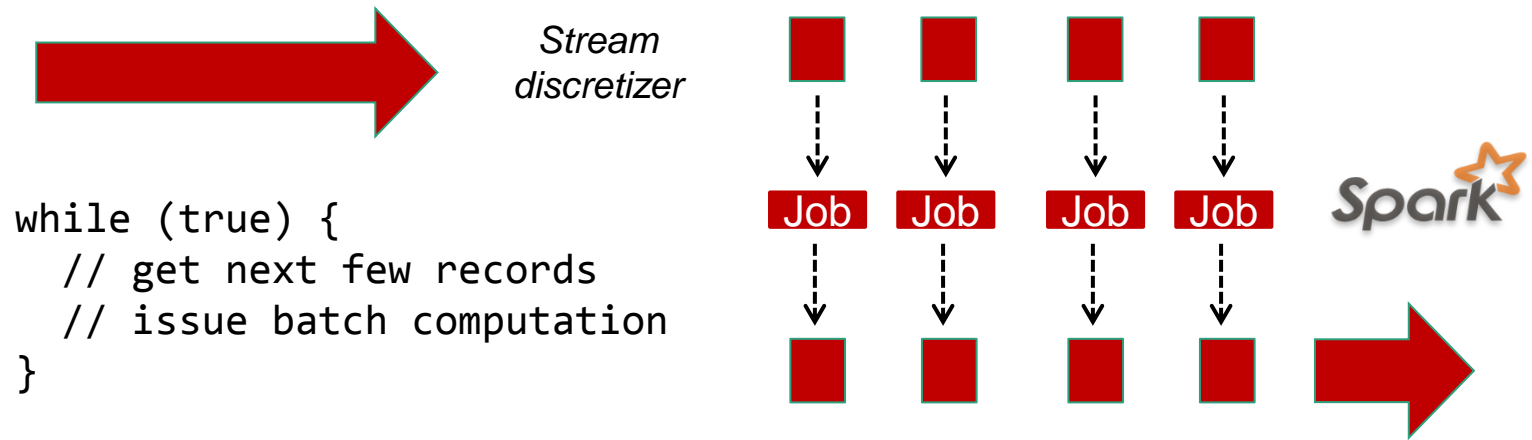 Stream
discretizer
while (true) {
  // get next few records
  // issue batch computation
}
Job Job Job Job
Spark